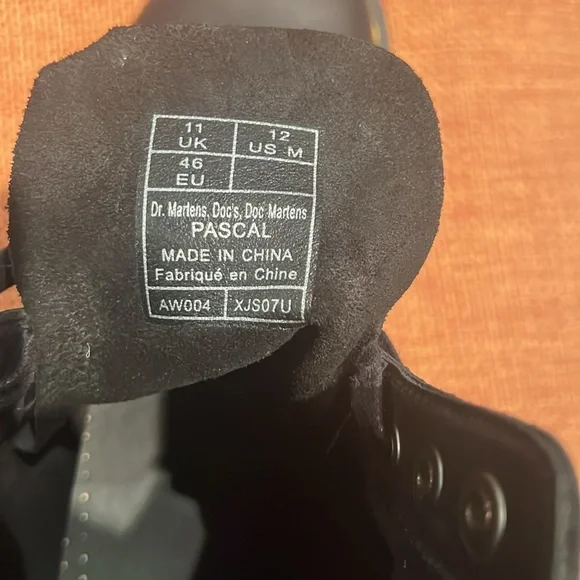 11 12
UK US M
46
EU
Dr. Martens, Doc's, Doc Martens
PASCAL
MADE IN CHINA
Fabriqué en Chine
AW004 XJS07U